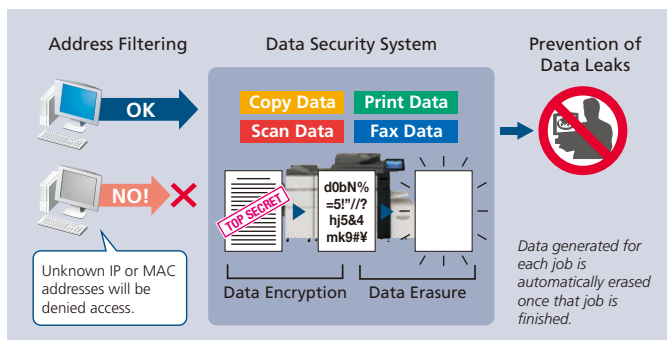 Address Filtering
Data Security System
Prevention of
Data Leaks
OK
NO!
Unknown IP or MAC
addresses will be
denied access.
Copy Data
Print Data
Scan Data
Fax Data
TOP SECRET
d0bN%
=5!"//?
hj5&4
mk9#¥
Data Encryption
Data Erasure
Data generated for
each job is
automatically erased
once that job is
finished.